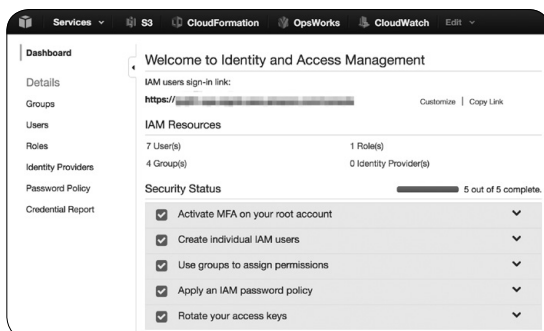 Services S3 CloudFormation OpsWorks CloudWatch Edit
Dashboard
Details
Groups
Users
Roles
Identity Providers
Password Policy
Credential Report
Welcome to Identity and Access Management
IAM users sign-in link:
https://
Customize | Copy Link
IAM Resources
7 User(s) 1 Role(s)
4 Group(s) 0 Identity Provider(s)
Security Status 5 out of 5 complete.
Activate MFA on your root account
Create individual IAM users
Use groups to assign permissions
Apply an IAM password policy
Rotate your access keys